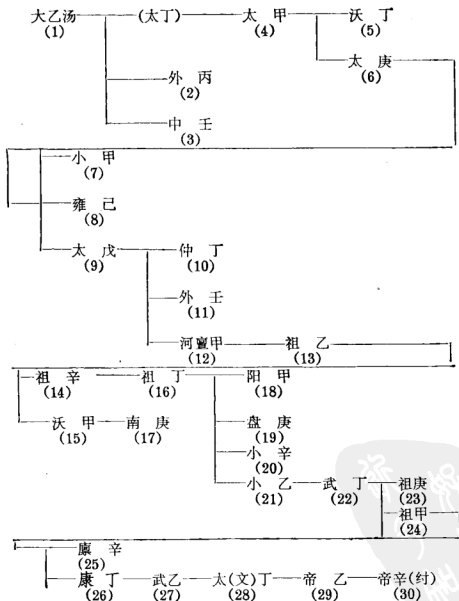 大乙汤 (太丁) 太甲 沃丁
(1) (4) (5)
太庚
(6)
外丙
(2)
中壬
(3)
小甲
(7)
雍己
(8)
太戊 仲丁
(9) (10)
外壬
(11)
河亶甲 祖乙
(12) (13)
祖辛 祖丁 阳甲
(14) (16) (18)
沃甲 南庚 盘庚
(15) (17) (19)
小辛
(20)
小乙 武丁 祖庚
(21) (22) (23)
祖甲
(24)
廪辛
(25)
康丁 武乙 太(文)丁 帝乙 帝辛(纣)
(26) (27) (28) (29) (30)